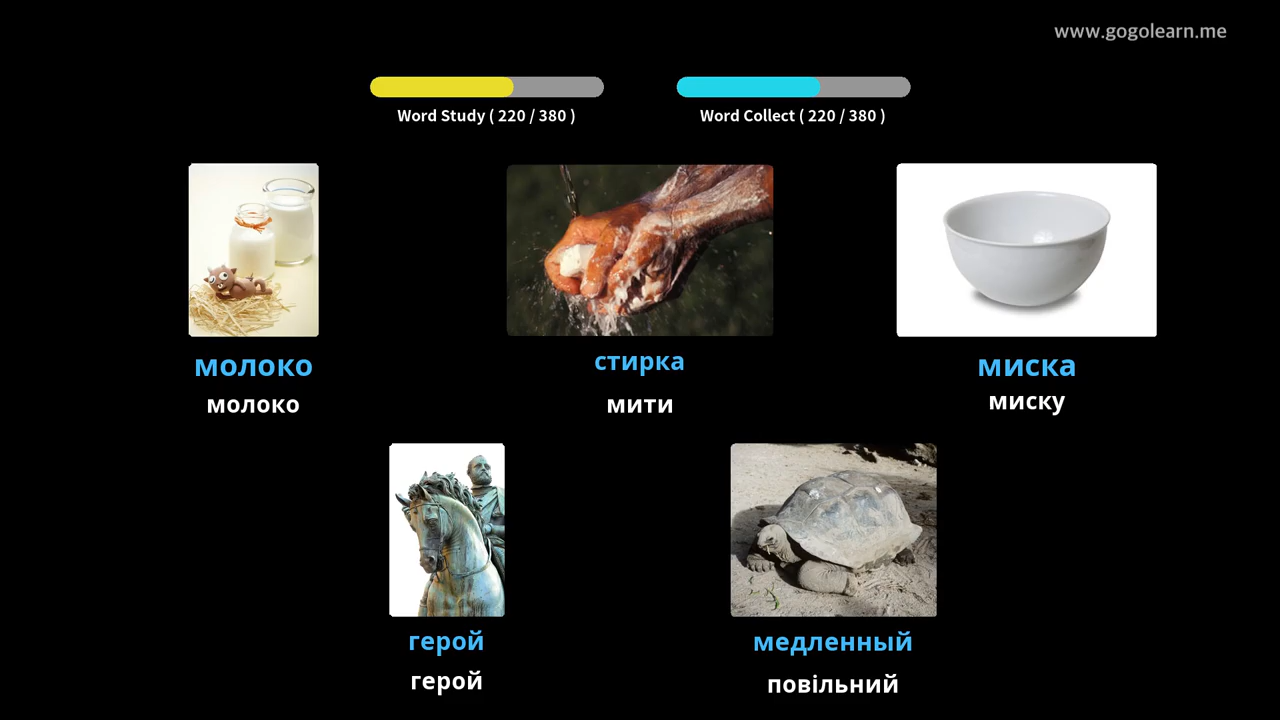 www.gogolearn.me
Word Study ( 220 / 380 )
Word Collect ( 220 / 380 )
молоко
молоко
стирка
мити
миска
миску
герой
герой
медленный
повільний